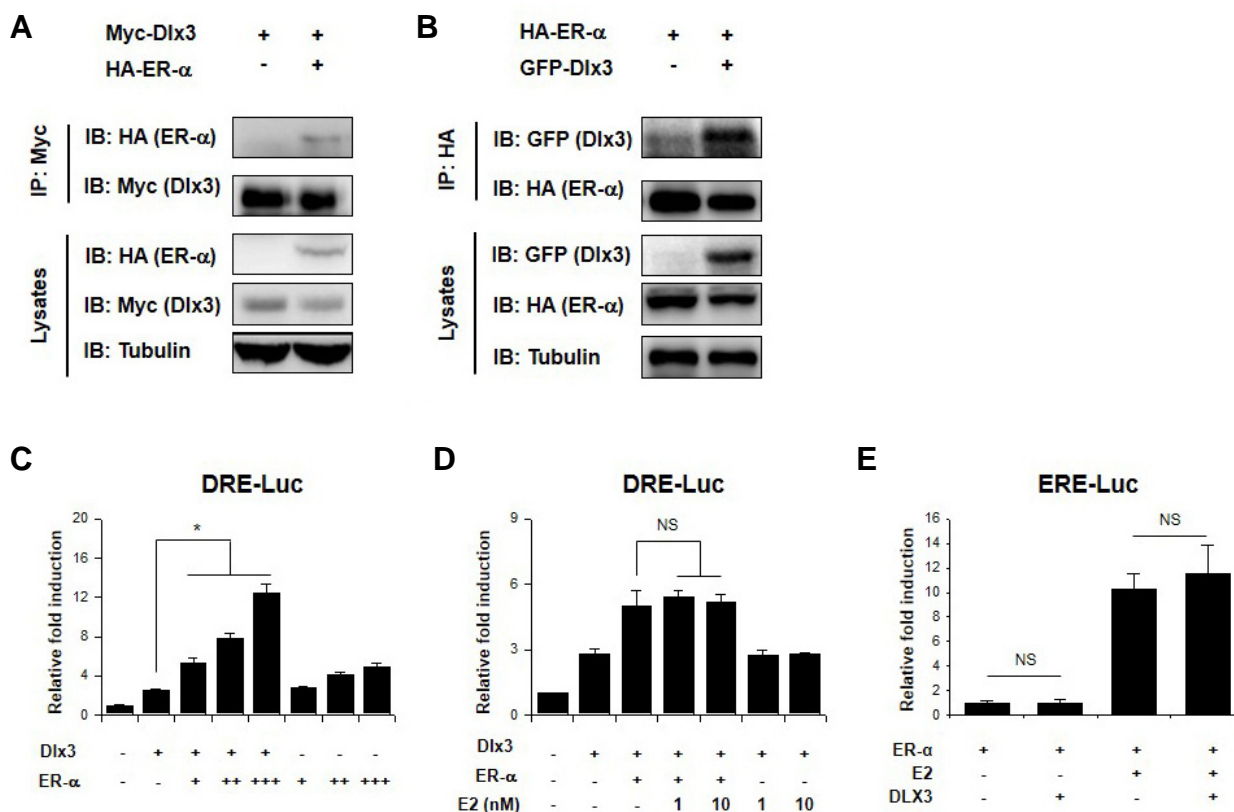 A
Myc-Dlx3 + +
HA-ER-α - +
IP: Myc
IB: HA (ER-α)
IB: Myc (Dlx3)
Lysates
IB: HA (ER-α)
IB: Myc (Dlx3)
IB: Tubulin
B
HA-ER-α + +
GFP-Dlx3 - +
IP: HA
IB: GFP (Dlx3)
IB: HA (ER-α)
Lysates
IB: GFP (Dlx3)
IB: HA (ER-α)
IB: Tubulin
C
DRE-Luc
Relative fold induction
20
16
12
8
4
0
*
Dlx3 - + + + + - - -
ER-α - - + ++ +++ + ++ +++
D
DRE-Luc
Relative fold induction
9
6
3
0
NS
Dlx3 - + + + + + +
ER-α - - + + + - -
E2 (nM) - - - 1 10 1 10
E
ERE-Luc
Relative fold induction
16
14
12
10
8
6
4
2
0
NS
NS
ER-α + + + +
E2 - - + +
DLX3 - + - +